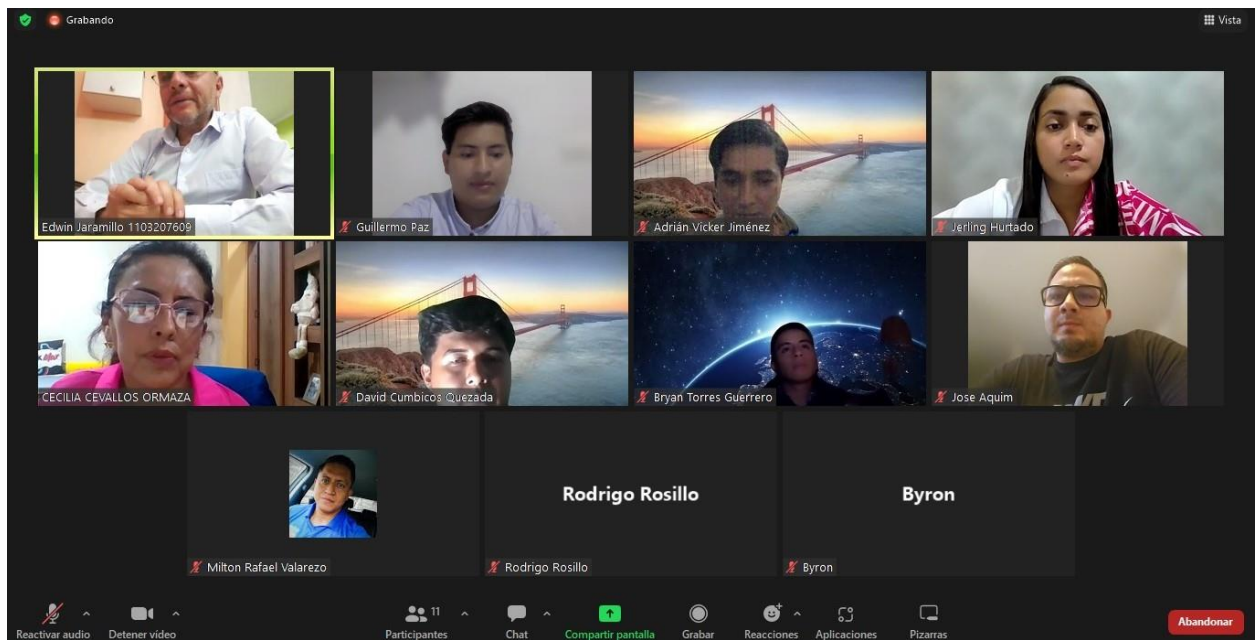 Grabando
Vista
Edwin Jaramillo 1103207609
Guillermo Paz
Adrián Vicker Jiménez
Jerling Hurtado
CECILIA CEVALLOS ORMAZA
David Cumbicos Quezada
Bryan Torres Guerrero
Jose Aquim
Rodrigo Rosillo
Byron
Milton Rafael Valarezo
Rodrigo Rosillo
Byron
11
Reactivar audio
Detener vídeo
Participantes
Chat
Compartir pantalla
Grabar
Reacciones
Aplicaciones
Pizarras
Abandonar